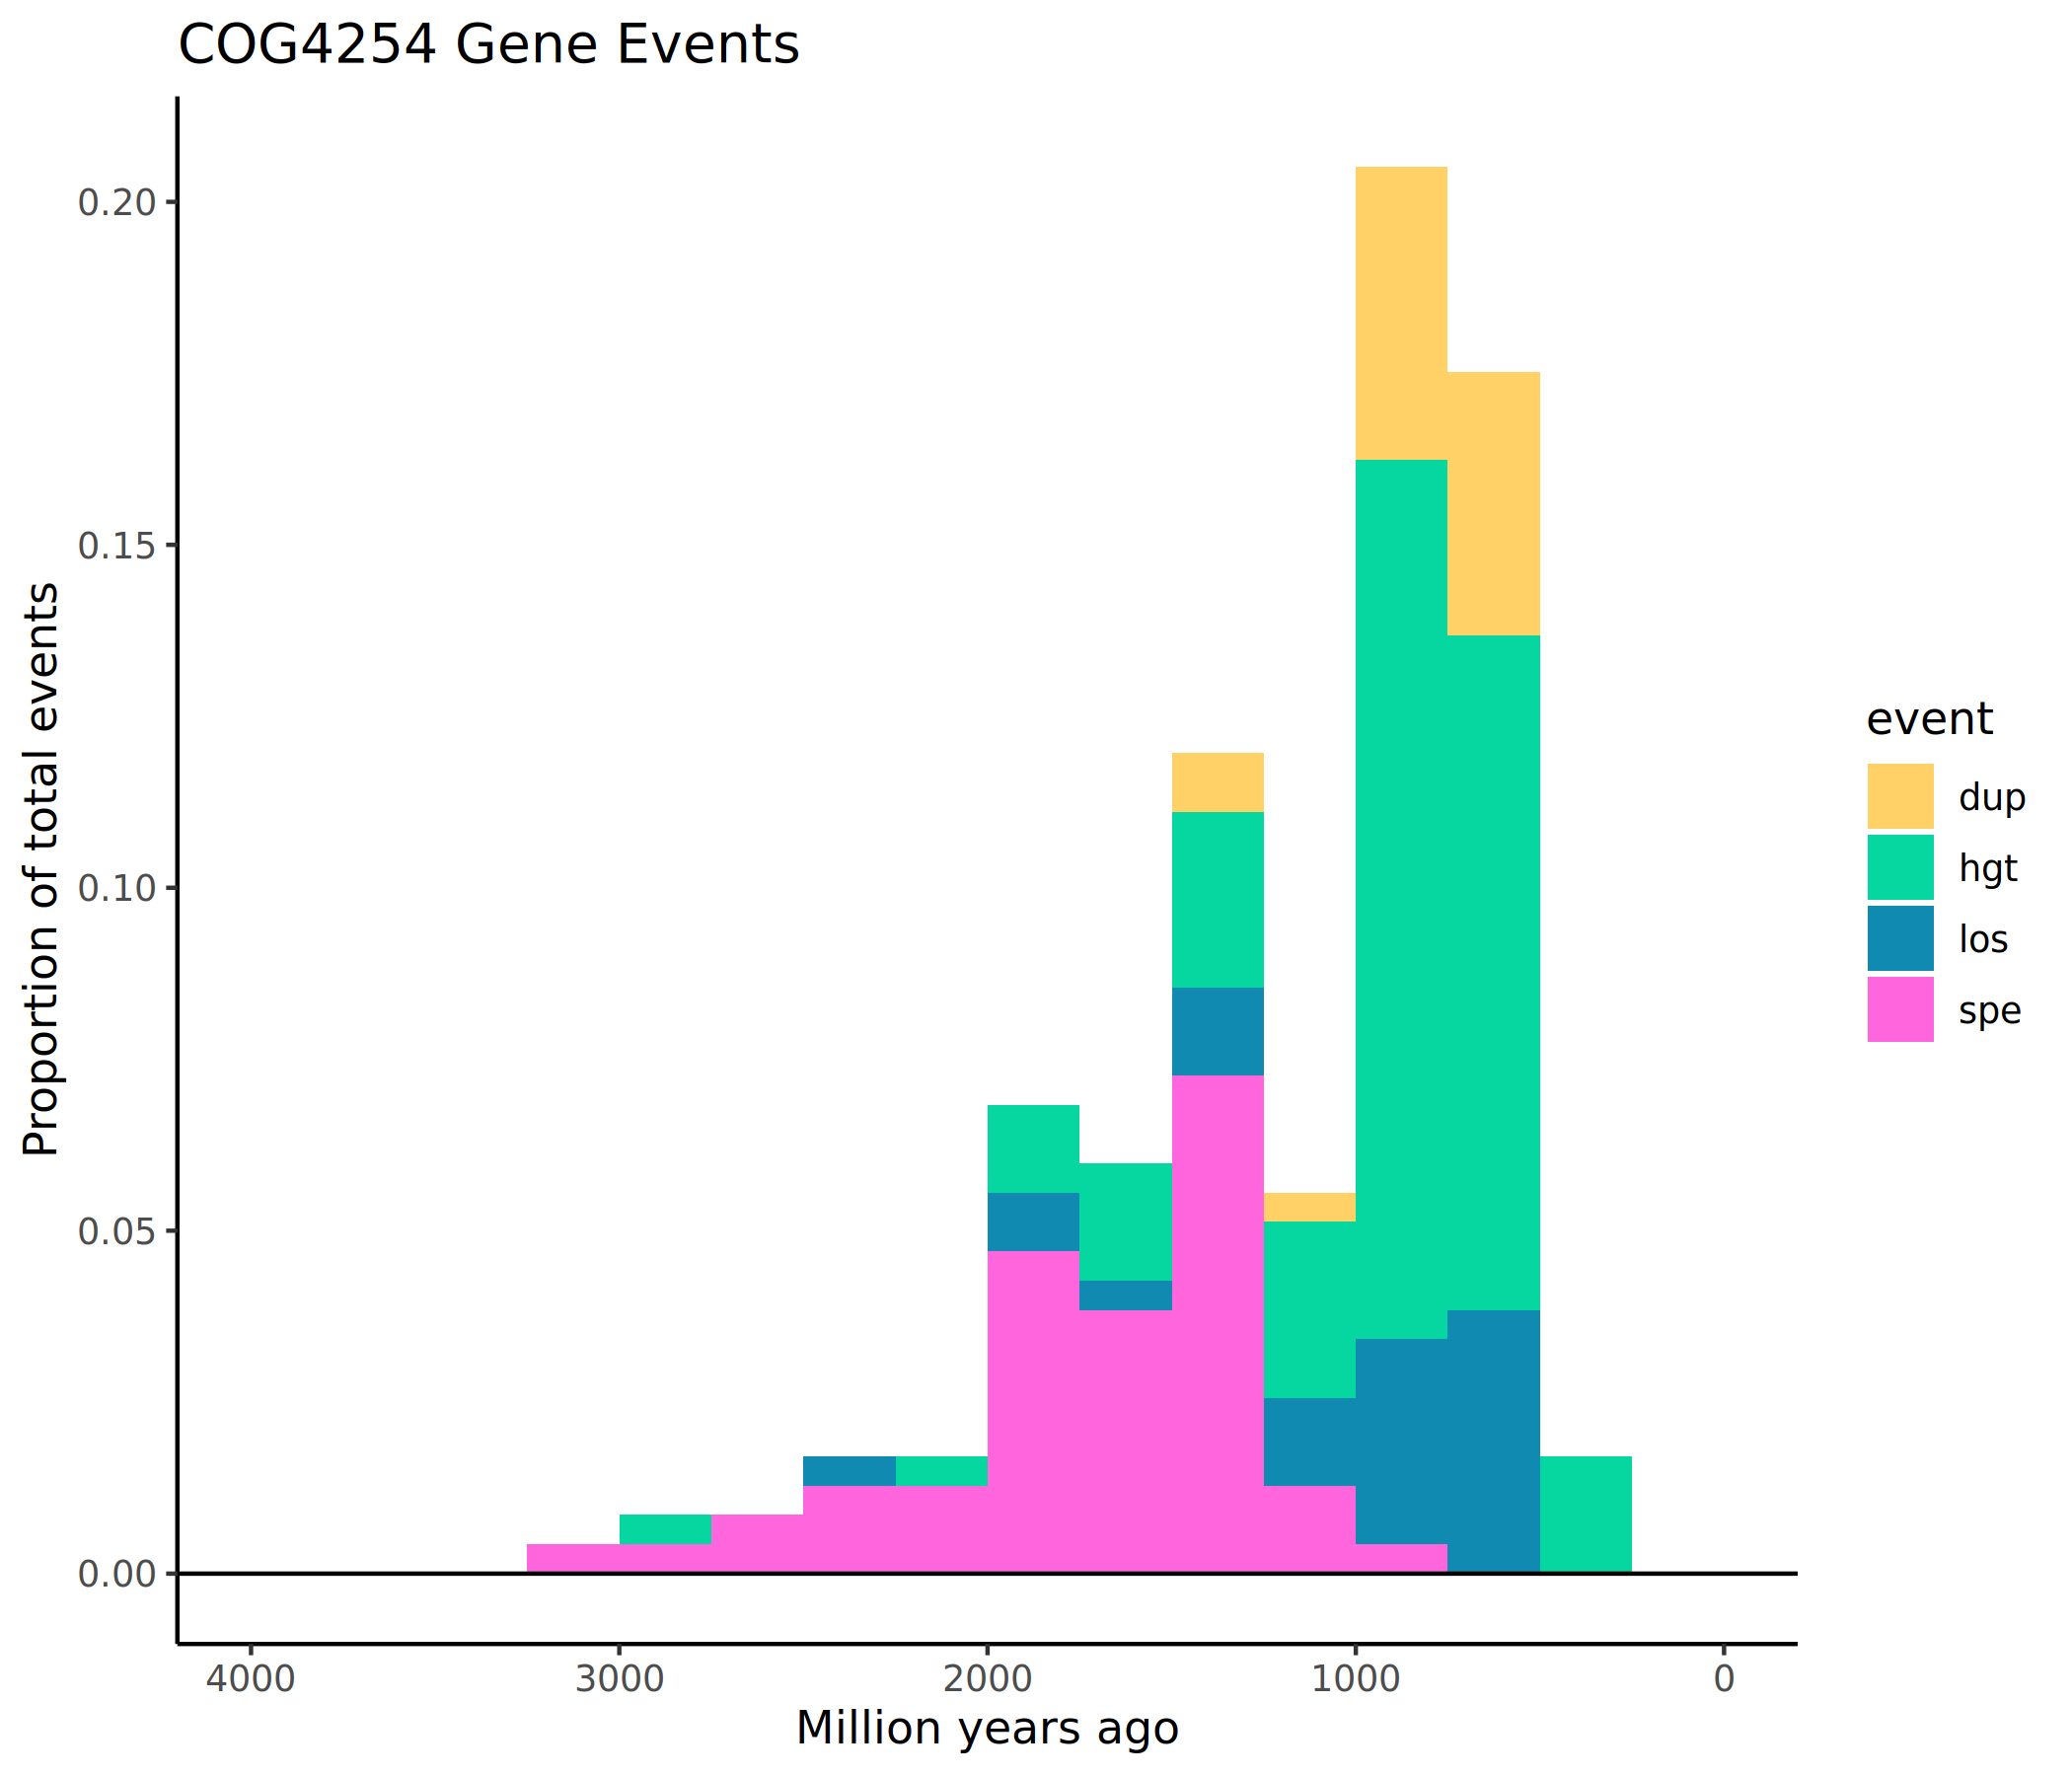 COG4254 Gene Events
Proportion of total events
0.20
0.15
0.10
0.05
0.00
4000 3000 2000 1000 0
Million years ago
event
dup
hgt
los
spe